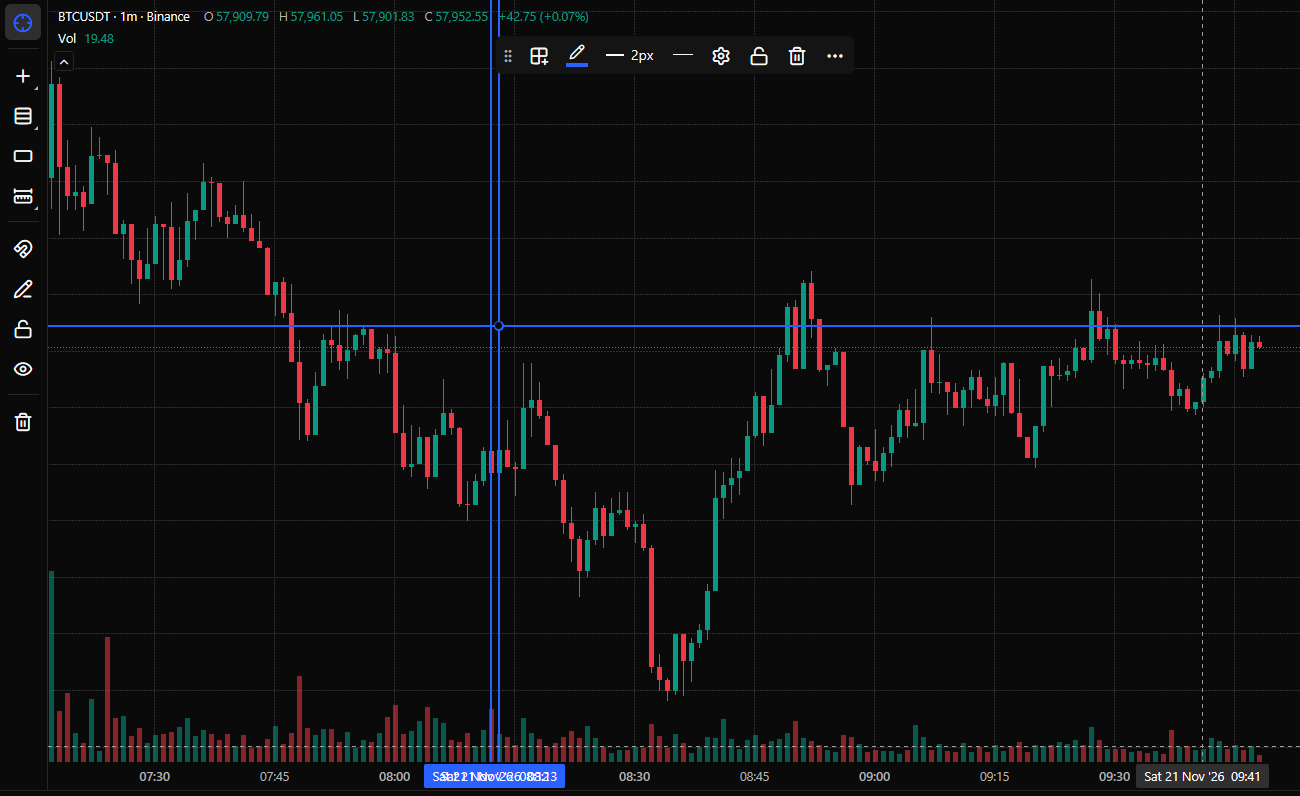 BTCUSDT · 1m · Binance O 57,909.79 H 57,961.05 L 57,901.83 C 57,952.55 +42.75 (+0.07%)
Vol 19.48
2px
07:30 07:45 08:00 08:30 08:45 09:00 09:15 09:30 Sat 21 Nov '26 09:41